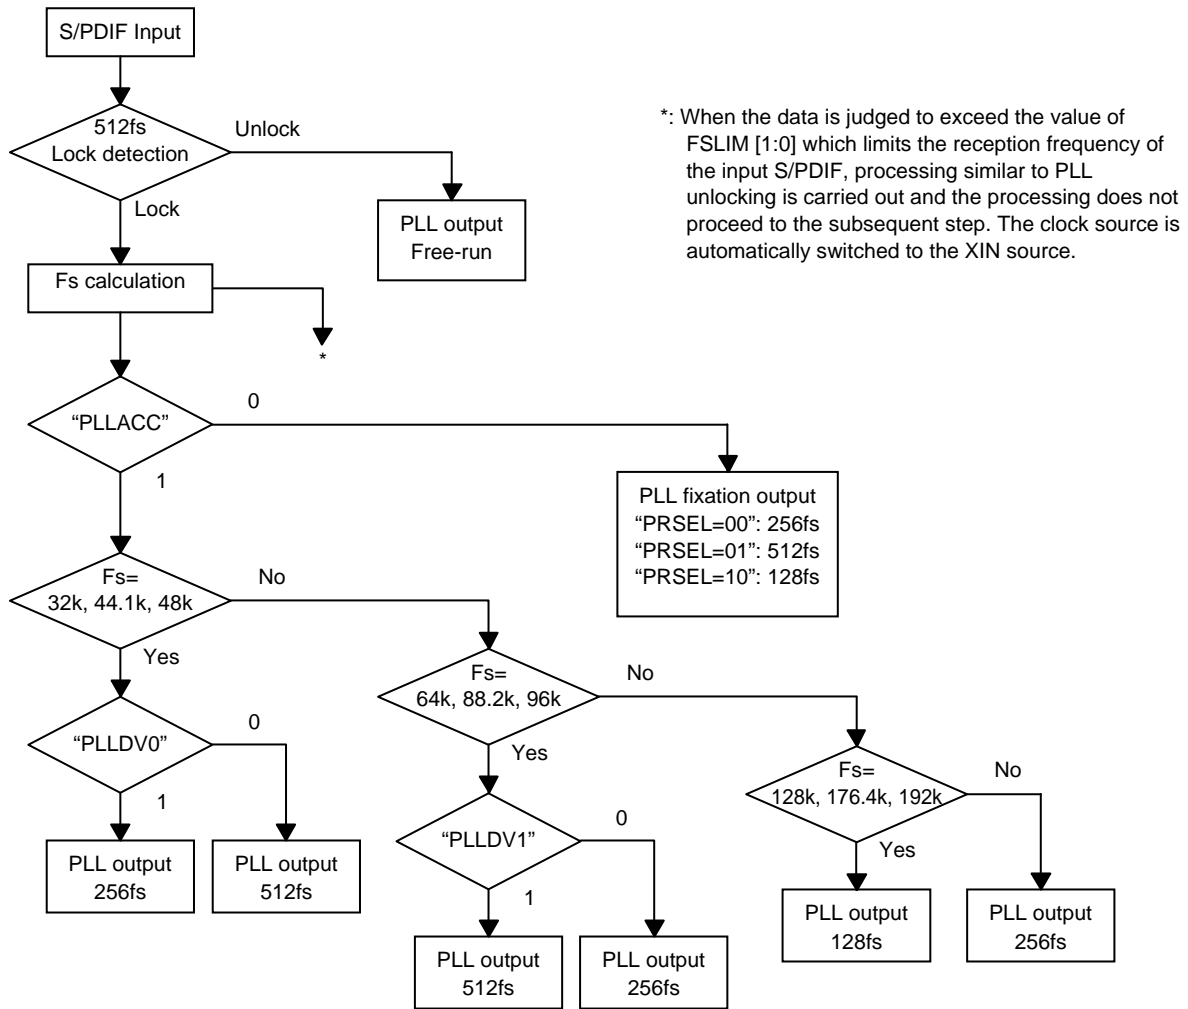 S/PDIF Input
512fs
Lock detection
Unlock
Lock
PLL output
Free-run
*: When the data is judged to exceed the value of
FSLIM [1:0] which limits the reception frequency of
the input S/PDIF, processing similar to PLL
unlocking is carried out and the processing does not
proceed to the subsequent step. The clock source is
automatically switched to the XIN source.
Fs calculation
*
“PLLACC”
0
1
PLL fixation output
“PRSEL=00”: 256fs
“PRSEL=01”: 512fs
“PRSEL=10”: 128fs
Fs=
32k, 44.1k, 48k
No
Yes
Fs=
64k, 88.2k, 96k
No
Yes
“PLLDV0”
0
1
Fs=
128k, 176.4k, 192k
No
Yes
“PLLDV1”
0
1
PLL output
256fs
PLL output
512fs
PLL output
128fs
PLL output
256fs
PLL output
512fs
PLL output
256fs